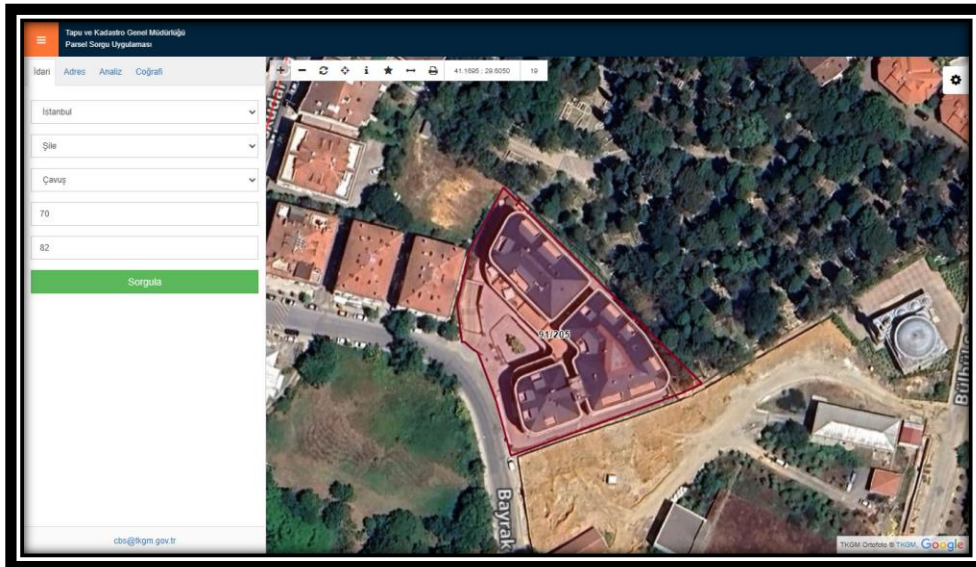 Tapu ve Kadastro Genel Müdürlüğü
Parsel Sorgu Uygulaması
İdari Adres Analiz Coğrafi
41.1695 : 29.6050 19
İstanbul
Şile
Çavuş
70
82
Sorgula
91/205
Bayrak
cbs@tkgm.gov.tr
TKGM Ortofoto © TKGM, Google